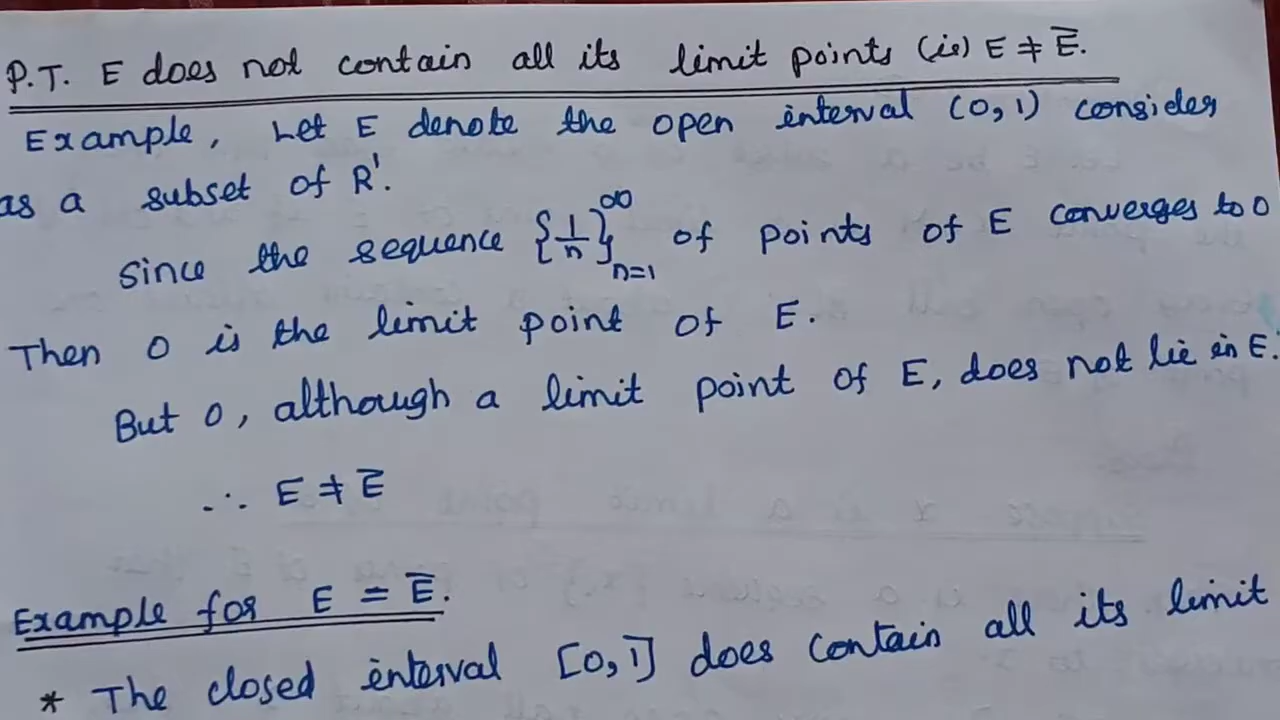 P.T. E does not contain all its limit points (ie) E ≠ E̅.
Example, Let E denote the open interval (0,1) consider
as a subset of R'.
Since the sequence {1/n}_{n=1}^∞ of points of E converges to 0
Then 0 is the limit point of E.
But 0, although a limit point of E, does not lie in E.
∴ E ≠ E̅
Example for E = E̅.
* The closed interval [0,1] does contain all its limit